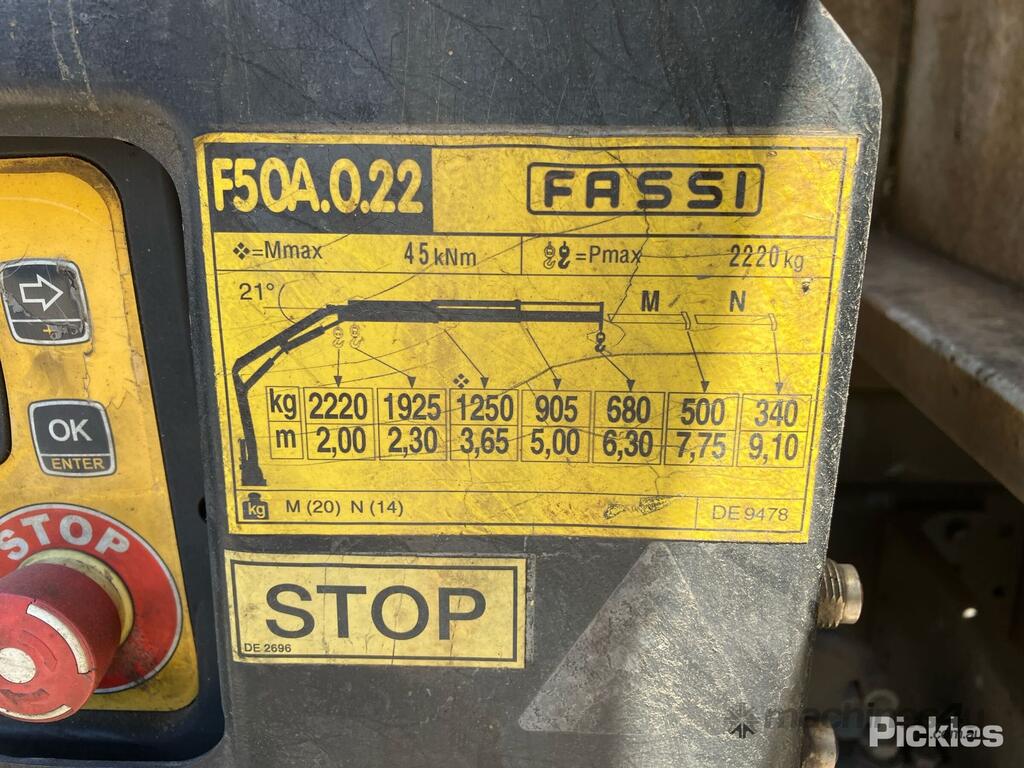 F50A.0.22
FASSI
=Mmax 45 kNm
=Pmax 2220 kg
21°
M N
kg 2220 1925 1250 905 680 500 340
m 2,00 2,30 3,65 5,00 6,30 7,75 9,10
kg M (20) N (14)
DE 9478
OK
ENTER
STOP
STOP
DE 2696
Pickles